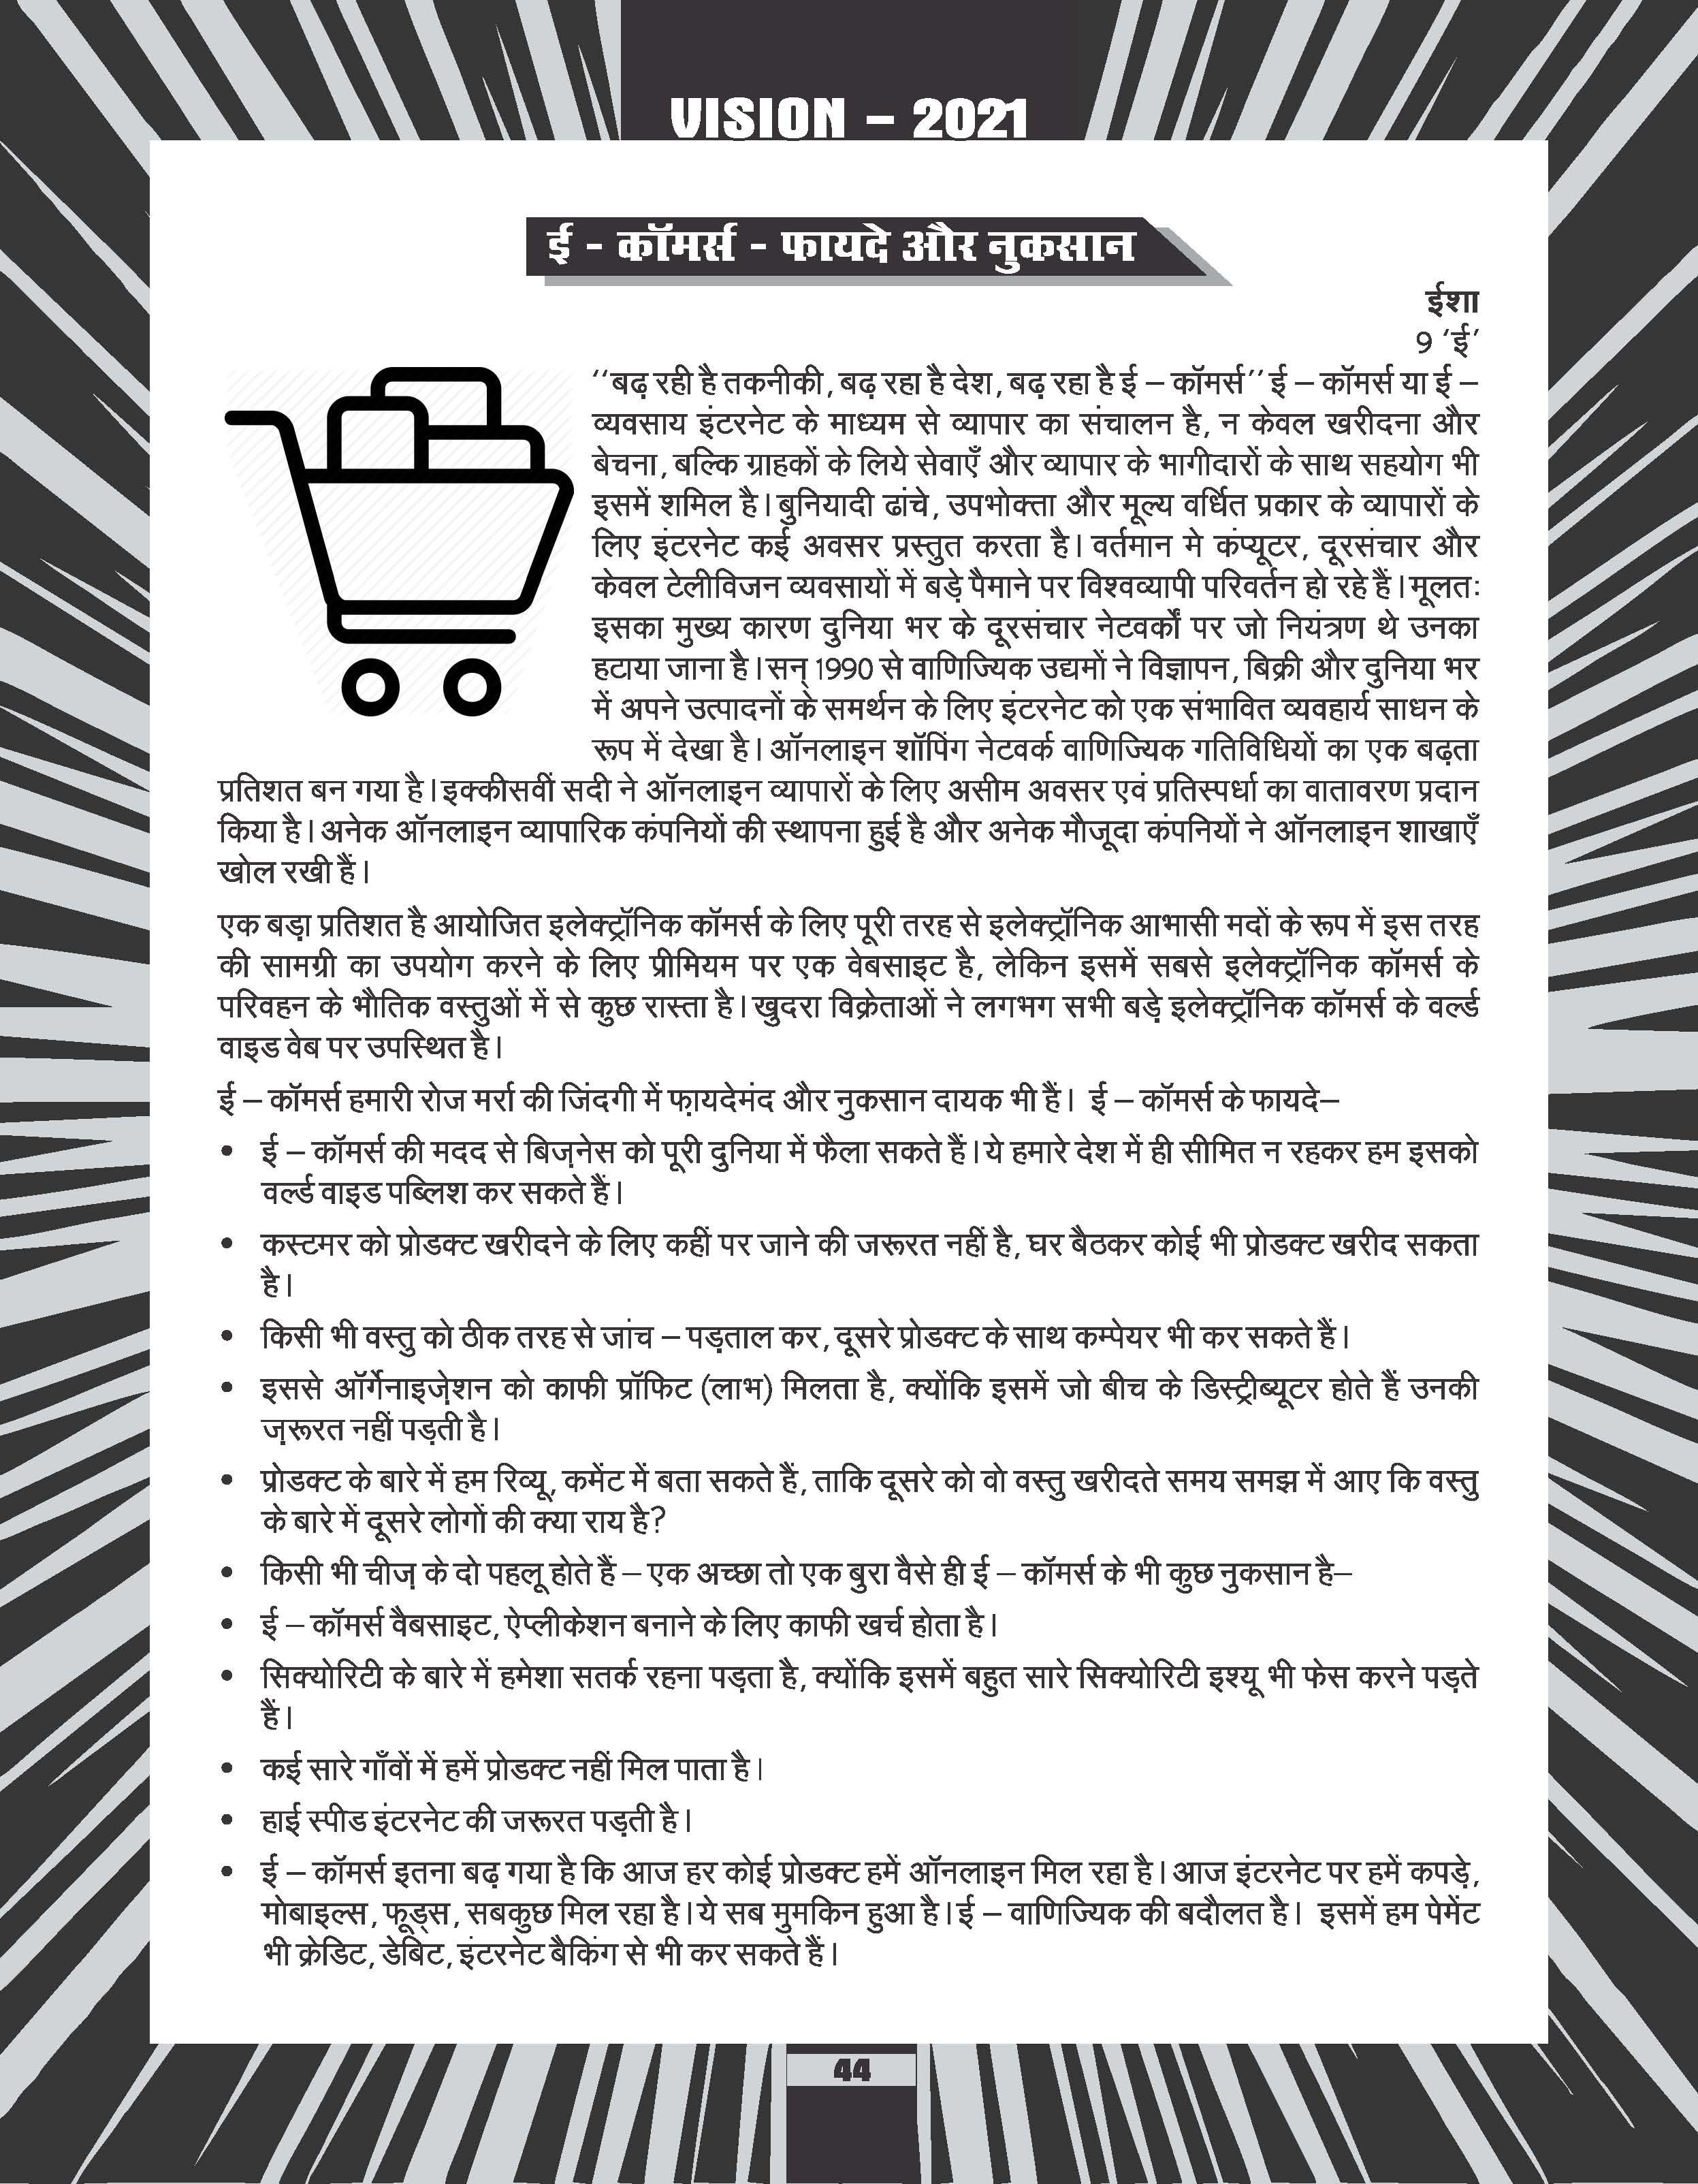 VISION – 2021
ई - कॉमर्स - फायदे और नुकसान
ईशा
9 ‘ई’
‘‘बढ़ रही है तकनीकी, बढ़ रहा है देश, बढ़ रहा है ई – कॉमर्स’’ ई – कॉमर्स या ई –
व्यवसाय इंटरनेट के माध्यम से व्यापार का संचालन है, न केवल खरीदना और
बेचना, बल्कि ग्राहकों के लिये सेवाएँ और व्यापार के भागीदारों के साथ सहयोग भी
इसमें शमिल है। बुनियादी ढांचे, उपभोक्ता और मूल्य वर्धित प्रकार के व्यापारों के
लिए इंटरनेट कई अवसर प्रस्तुत करता है। वर्तमान मे कंप्यूटर, दूरसंचार और
केवल टेलीविजन व्यवसायों में बड़े पैमाने पर विश्वव्यापी परिवर्तन हो रहे हैं। मूलतः
इसका मुख्य कारण दुनिया भर के दूरसंचार नेटवर्कों पर जो नियंत्रण थे उनका
हटाया जाना है। सन् 1990 से वाणिज्यिक उद्यमों ने विज्ञापन, बिक्री और दुनिया भर
में अपने उत्पादनों के समर्थन के लिए इंटरनेट को एक संभावित व्यवहार्य साधन के
रूप में देखा है। ऑनलाइन शॉपिंग नेटवर्क वाणिज्यिक गतिविधियों का एक बढ़ता
प्रतिशत बन गया है। इक्कीसवीं सदी ने ऑनलाइन व्यापारों के लिए असीम अवसर एवं प्रतिस्पर्धा का वातावरण प्रदान
किया है। अनेक ऑनलाइन व्यापारिक कंपनियों की स्थापना हुई है और अनेक मौजूदा कंपनियों ने ऑनलाइन शाखाएँ
खोल रखी हैं।
एक बड़ा प्रतिशत है आयोजित इलेक्ट्रॉनिक कॉमर्स के लिए पूरी तरह से इलेक्ट्रॉनिक आभासी मदों के रूप में इस तरह
की सामग्री का उपयोग करने के लिए प्रीमियम पर एक वेबसाइट है, लेकिन इसमें सबसे इलेक्ट्रॉनिक कॉमर्स के
परिवहन के भौतिक वस्तुओं में से कुछ रास्ता है। खुदरा विक्रेताओं ने लगभग सभी बड़े इलेक्ट्रॉनिक कॉमर्स के वर्ल्ड
वाइड वेब पर उपस्थित है।
ई – कॉमर्स हमारी रोज मर्रा की जिंदगी में फा़यदेमंद और नुकसान दायक भी हैं। ई – कॉमर्स के फायदे–
• ई – कॉमर्स की मदद से बिज़नेस को पूरी दुनिया में फैला सकते हैं। ये हमारे देश में ही सीमित न रहकर हम इसको
वर्ल्ड वाइड पब्लिश कर सकते हैं।
• कस्टमर को प्रोडक्ट खरीदने के लिए कहीं पर जाने की जरूरत नहीं है, घर बैठकर कोई भी प्रोडक्ट खरीद सकता
है।
• किसी भी वस्तु को ठीक तरह से जांच – पड़ताल कर, दूसरे प्रोडक्ट के साथ कम्पेयर भी कर सकते हैं।
• इससे ऑर्गेनाइजे़शन को काफी प्रॉफिट (लाभ) मिलता है, क्योंकि इसमें जो बीच के डिस्ट्रीब्यूटर होते हैं उनकी
ज़रूरत नहीं पड़ती है।
• प्रोडक्ट के बारे में हम रिव्यू, कमेंट में बता सकते हैं, ताकि दूसरे को वो वस्तु खरीदते समय समझ में आए कि वस्तु
के बारे में दूसरे लोगों की क्या राय है?
• किसी भी चीज़ के दो पहलू होते हैं – एक अच्छा तो एक बुरा वैसे ही ई – कॉमर्स के भी कुछ नुकसान है–
• ई – कॉमर्स वैबसाइट, ऐप्लीकेशन बनाने के लिए काफी खर्च होता है।
• सिक्योरिटी के बारे में हमेशा सतर्क रहना पड़ता है, क्योंकि इसमें बहुत सारे सिक्योरिटी इश्यू भी फेस करने पड़ते
हैं।
• कई सारे गाँवों में हमें प्रोडक्ट नहीं मिल पाता है।
• हाई स्पीड इंटरनेट की जरूरत पड़ती है।
• ई – कॉमर्स इतना बढ़ गया है कि आज हर कोई प्रोडक्ट हमें ऑनलाइन मिल रहा है। आज इंटरनेट पर हमें कपड़े,
मोबाइल्स, फूड्स, सबकुछ मिल रहा है। ये सब मुमकिन हुआ है। ई – वाणिज्यिक की बदौलत है। इसमें हम पेमेंट
भी क्रेडिट, डेबिट, इंटरनेट बैकिंग से भी कर सकते हैं।
44